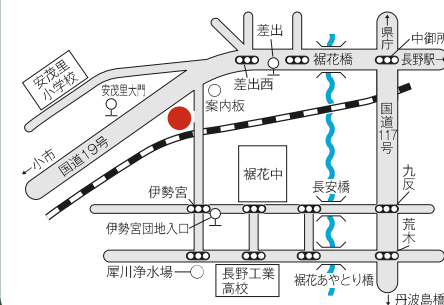 ↑県庁
差出
中御所
長野駅→
裾花橋
差出西
安茂里
小学校
安茂里大門
案内板
国道117号
国道19号
←小市
裾花中
長安橋
九反
伊勢宮
伊勢宮団地入口
荒木
犀川浄水場
長野工業
高校
裾花あやとり橋
↓丹波島橋